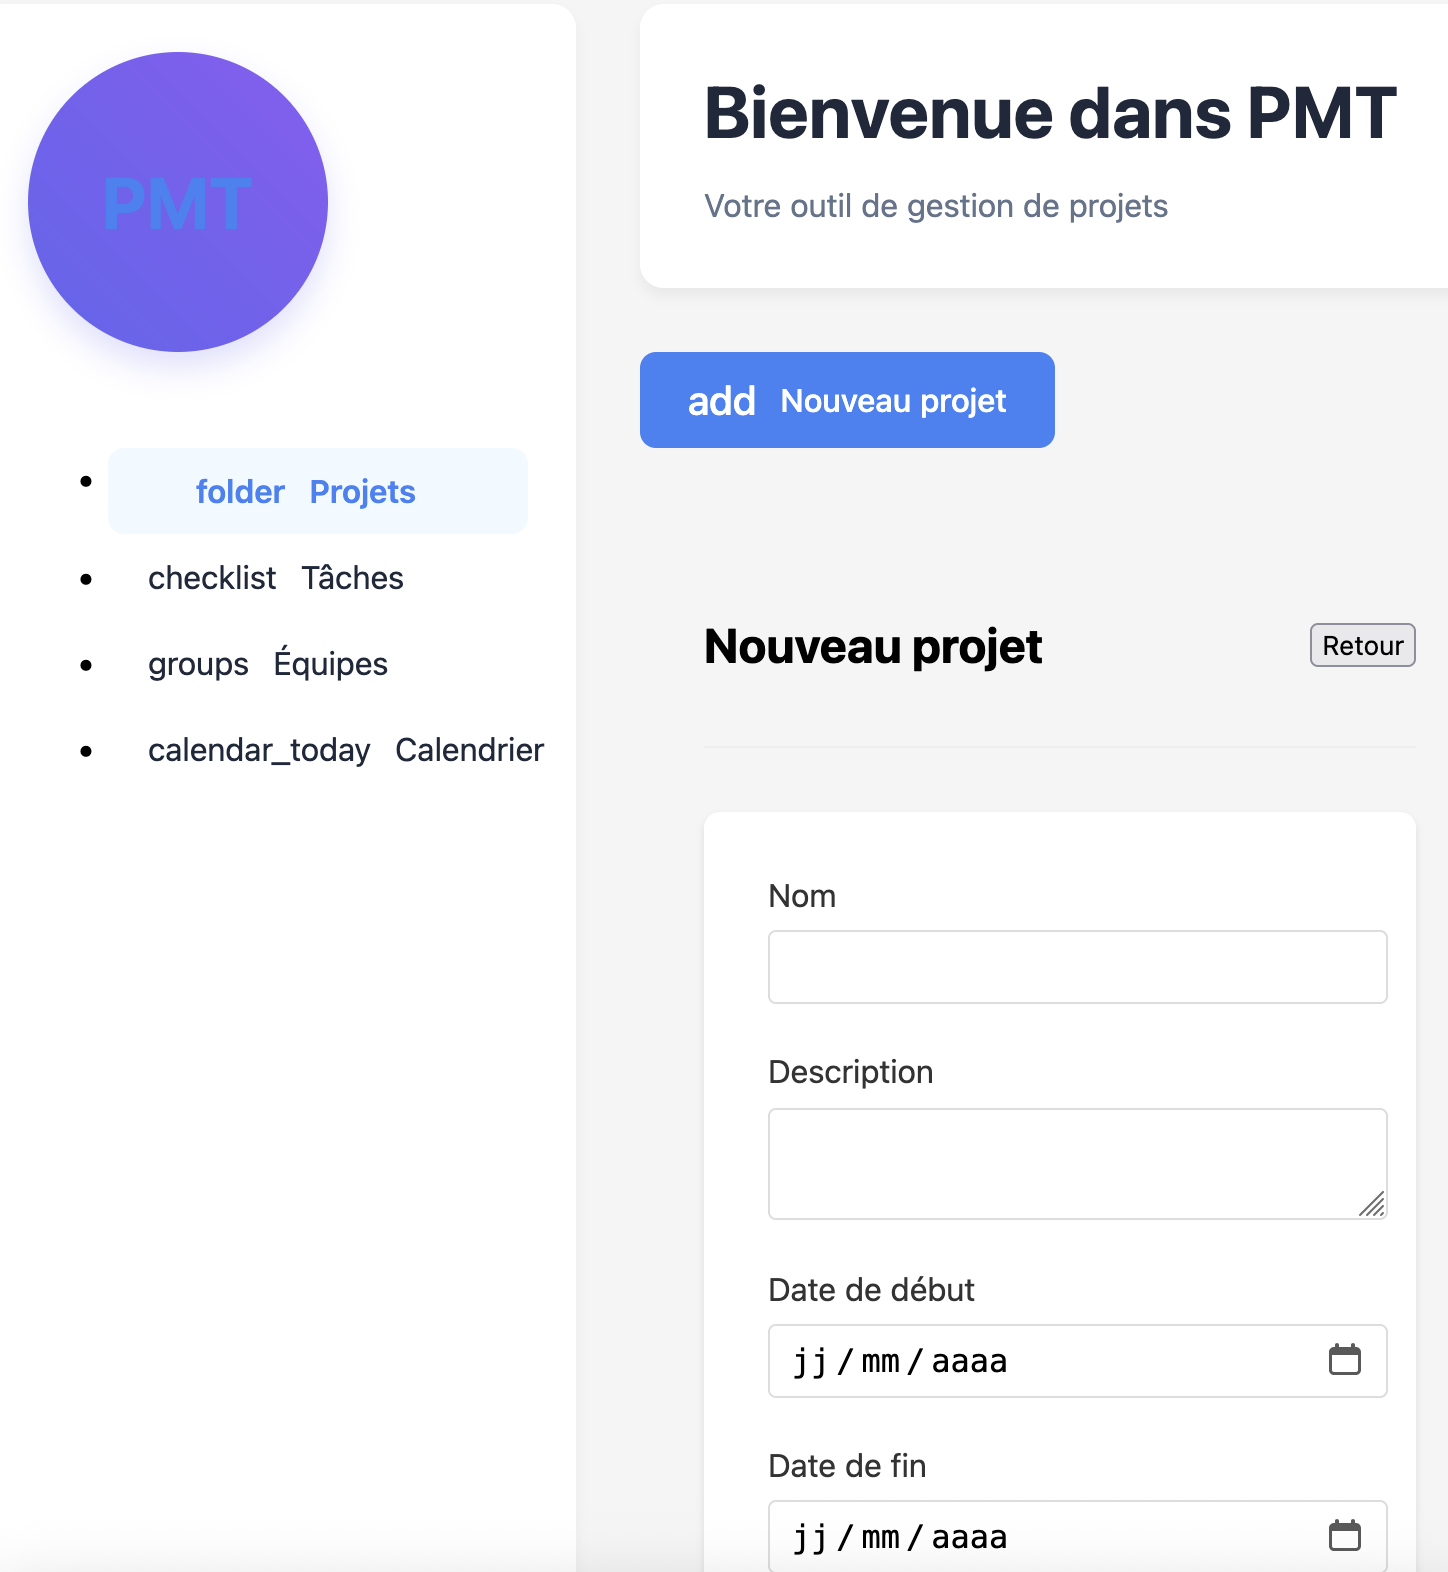 PMT
folder Projets
checklist Tâches
groups Équipes
calendar_today Calendrier
Bienvenue dans PMT
Votre outil de gestion de projets
add Nouveau projet
Nouveau projet
Retour
Nom
Description
Date de début
jj/mm/aaaa
Date de fin
jj/mm/aaaa